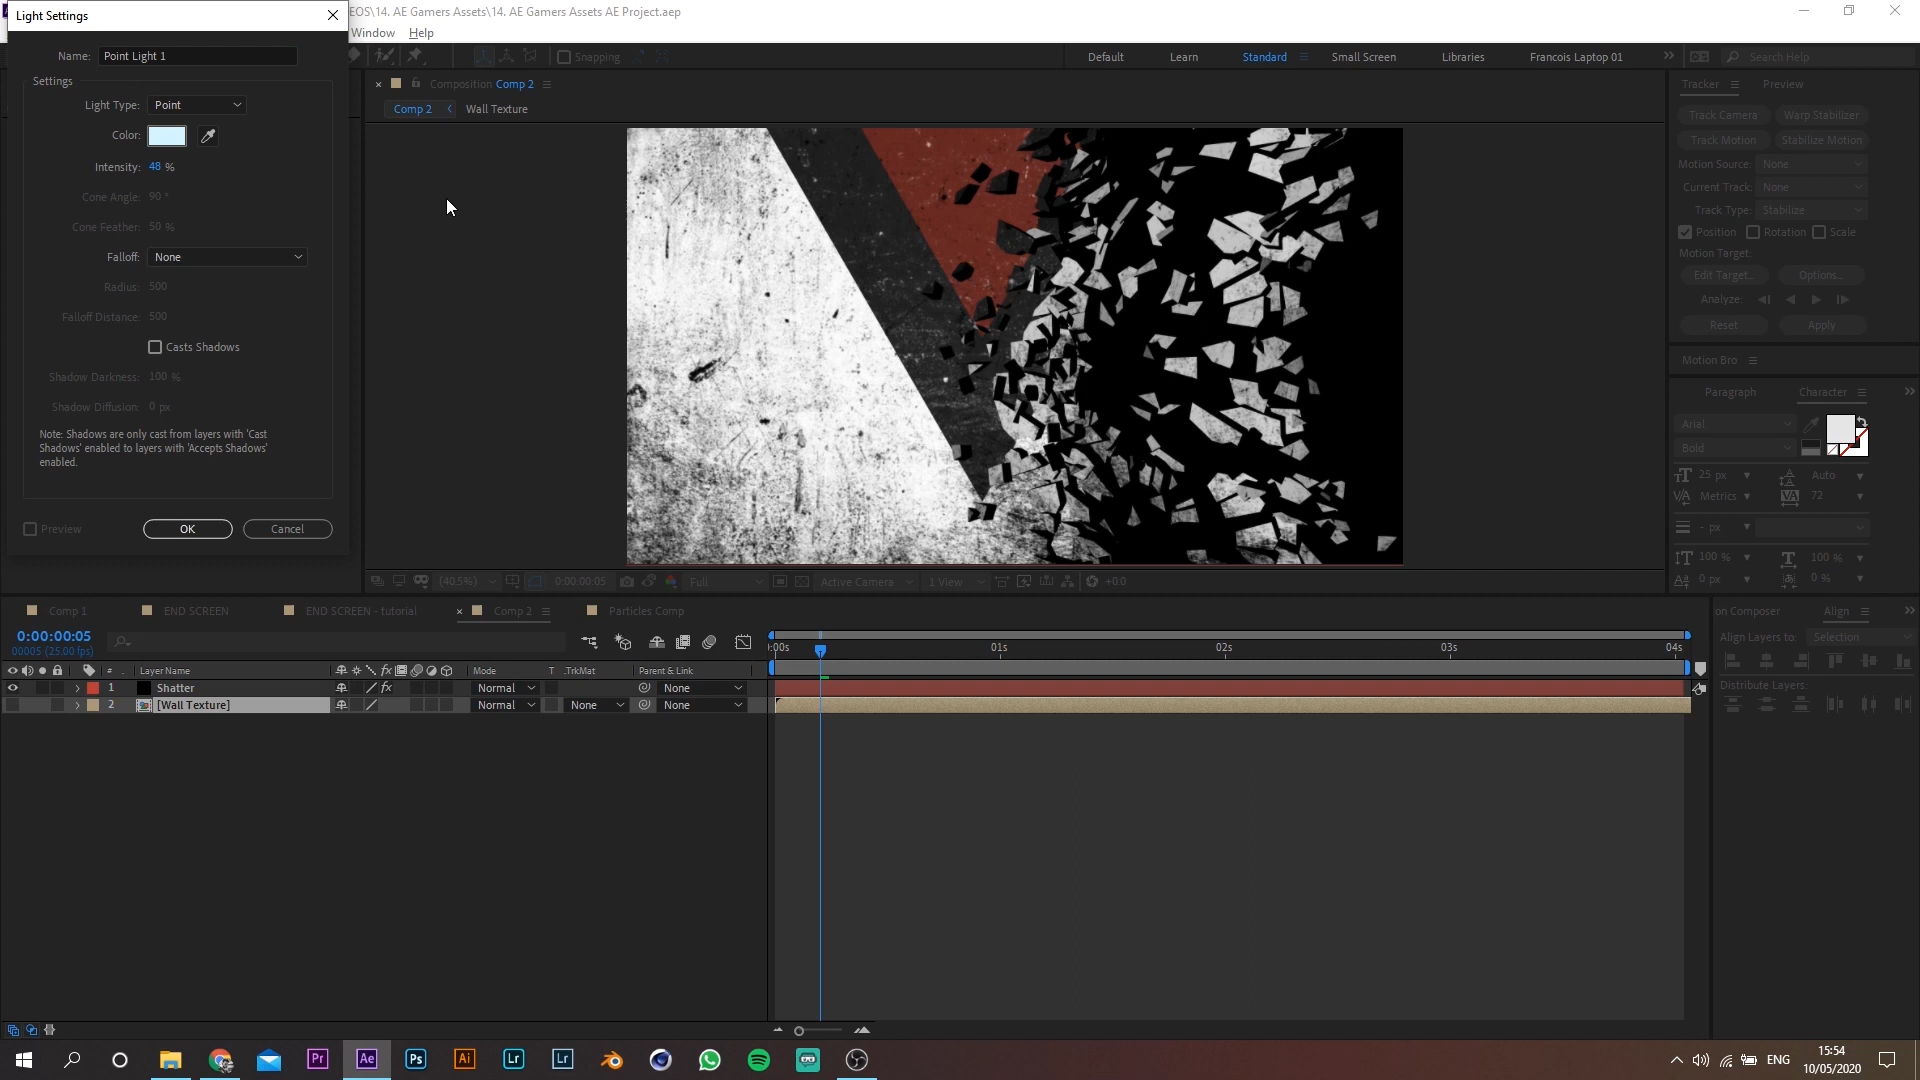 Light Settings
EOS\14. AE Gamers Assets\14. AE Gamers Assets AE Project.aep
Window Help
Name: Point Light 1
Snapping
Default Learn Standard Small Screen Libraries Francois Laptop 01 Search Help
Settings
Light Type: Point
Color:
Intensity: 48 %
Cone Angle: 90 °
Cone Feather: 50 %
Falloff: None
Radius: 500
Falloff Distance: 500
Casts Shadows
Shadow Darkness: 100 %
Shadow Diffusion: 0 px
Note: Shadows are only cast from layers with 'Cast
Shadows' enabled to layers with 'Accepts Shadows'
enabled.
Preview OK Cancel
Composition Comp 2
Comp 2 Wall Texture
(40.5%) 0:00:00:05 Full Active Camera 1 View +0.0
Tracker Preview
Track Camera Warp Stabilizer
Track Motion Stabilize Motion
Motion Source: None
Current Track: None
Track Type: Stabilize
Position Rotation Scale
Motion Target:
Edit Target... Options...
Analyze:
Reset Apply
Motion Bro
Paragraph Character
Arial
Bold
25 px Auto
Metrics 72
- px
100 % 100 %
0 px 0 %
Comp 1 END SCREEN END SCREEN - tutorial Comp 2 Particles Comp
0:00:00:05
00005 (25.00 fps)
# Layer Name Mode T .TrkMat Parent & Link
1 Shatter Normal None
2 [Wall Texture] Normal None None
:00s 01s 02s 03s 04s
on Composer Align
Align Layers to: Selection
Distribute Layers:
Pr Ae Ps Ai Lr Lr
ENG
15:54
10/05/2020